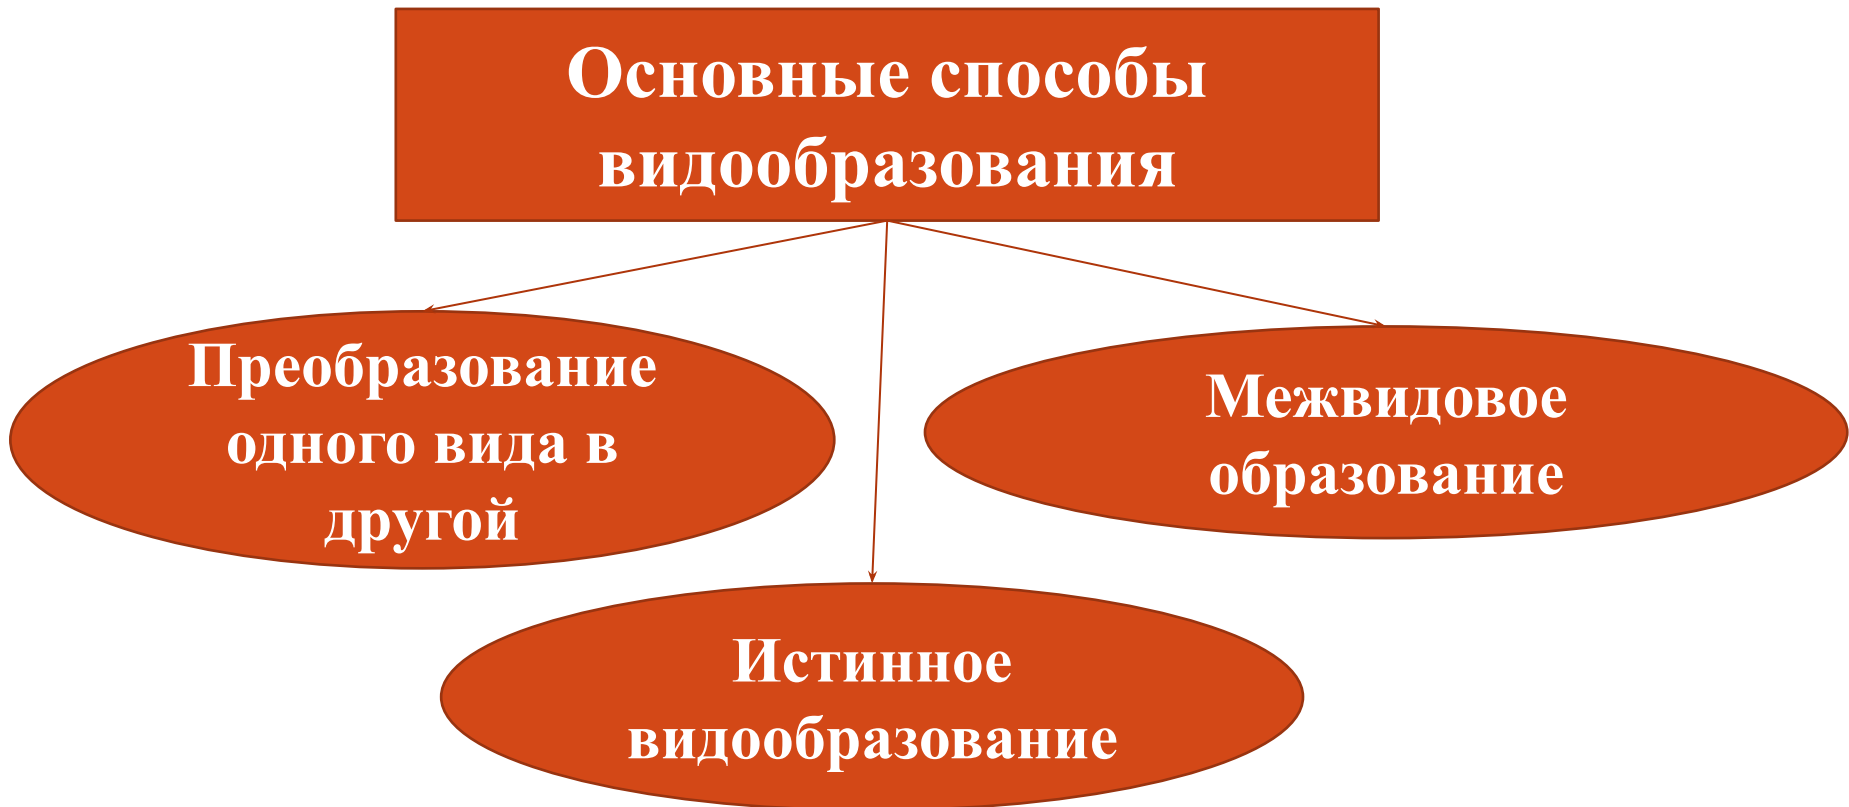 Основные способы
видообразования
Преобразование
одного вида в
другой
Межвидовое
образование
Истинное
видообразование